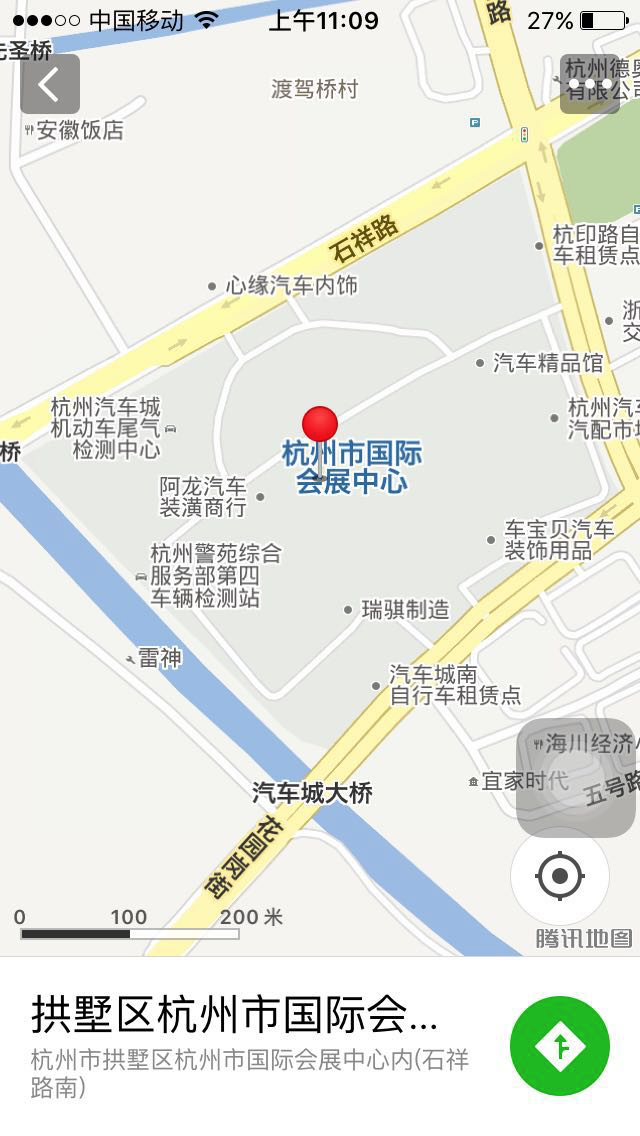 中国移动
上午11:09
27%
元圣桥
路
杭州德奥
有限公司
渡驾桥村
安徽饭店
P
石祥路
杭印路自
车租赁点
心缘汽车内饰
浙
交
汽车精品馆
杭州汽车城
机动车尾气
检测中心
杭州汽车
汽配市场
桥
杭州市国际
会展中心
阿龙汽车
装潢商行
车宝贝汽车
装饰用品
杭州警苑综合
服务部第四
车辆检测站
瑞骐制造
雷神
汽车城南
自行车租赁点
海川经济
宜家时代
五号路
汽车城大桥
花园岗街
0 100 200 米
腾讯地图
拱墅区杭州市国际会...
杭州市拱墅区杭州市国际会展中心内(石祥
路南)